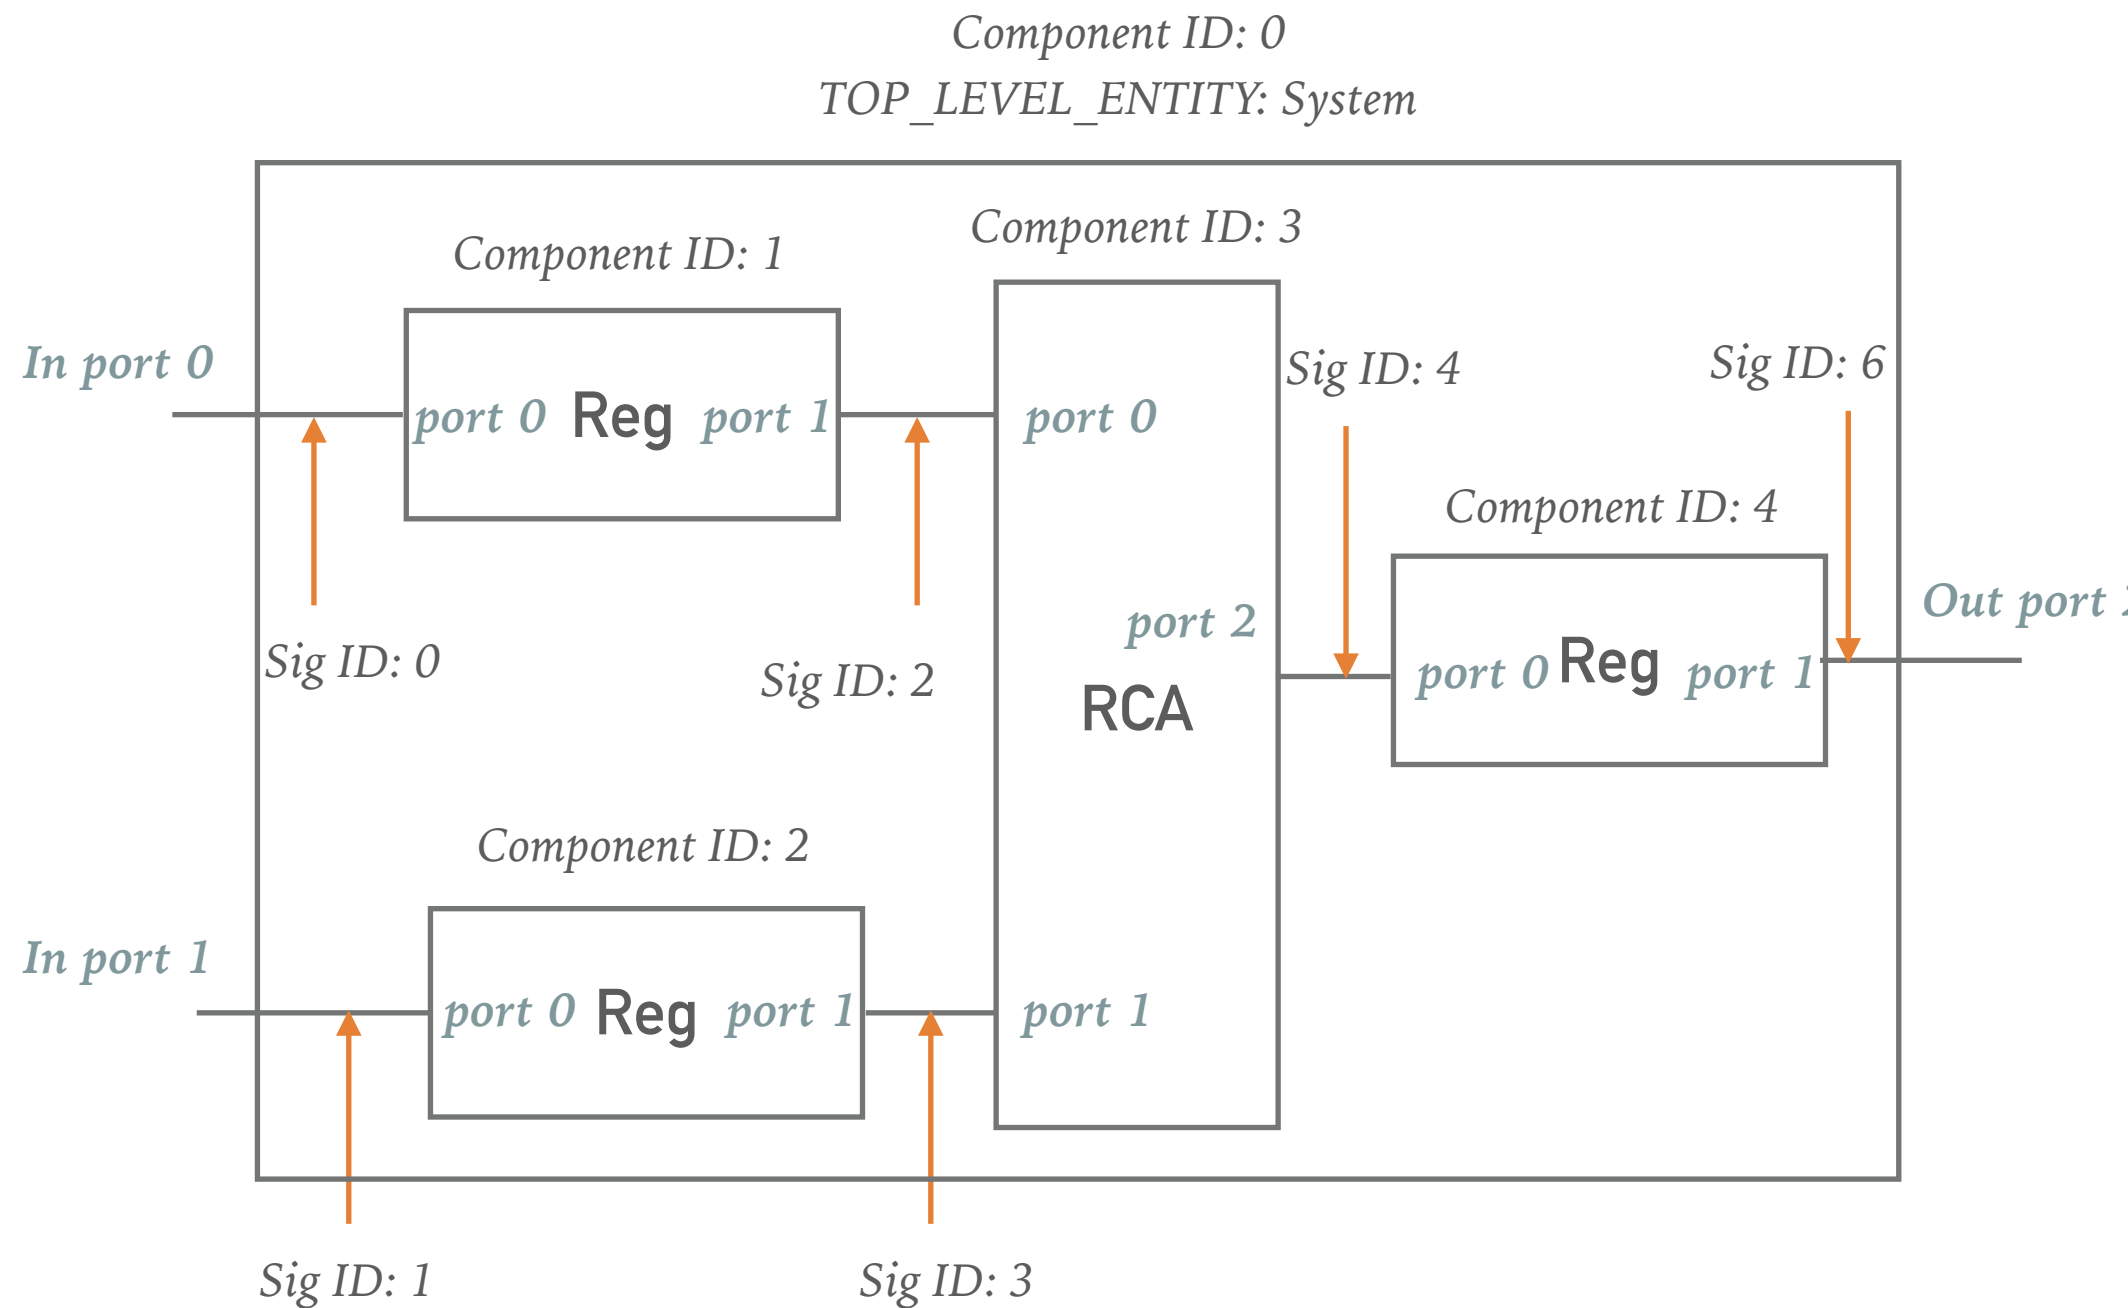 Component ID: 0
TOP_LEVEL_ENTITY: System
Component ID: 3
Component ID: 1
In port 0
Sig ID: 4
Sig ID: 6
port 0 Reg port 1
port 0
Component ID: 4
Out port
port 2
Sig ID: 0
Sig ID: 2
port 0 Reg port 1
RCA
Component ID: 2
In port 1
port 0 Reg port 1
port 1
Sig ID: 1
Sig ID: 3